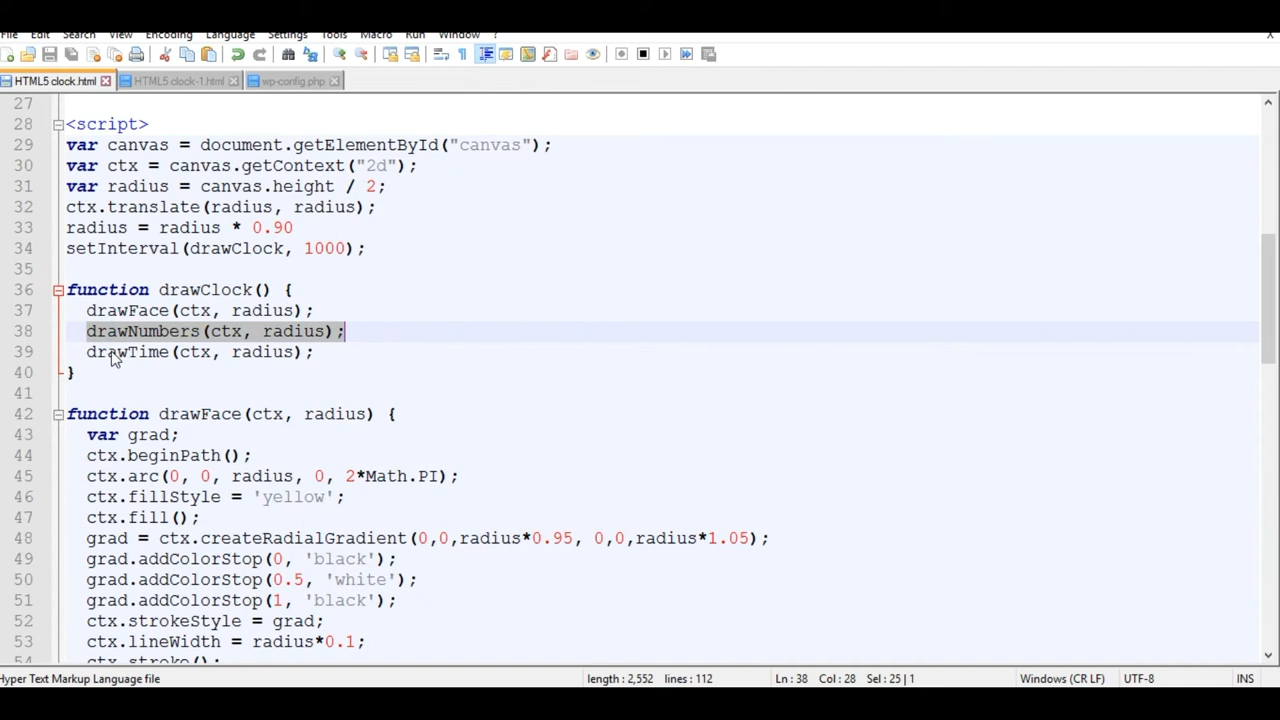 File Edit Search View Encoding Language Settings Tools Macro Run Window ? X
HTML5 clock.html HTML5 clock-1.html wp-config.php
27
28 <script>
29 var canvas = document.getElementById("canvas");
30 var ctx = canvas.getContext("2d");
31 var radius = canvas.height / 2;
32 ctx.translate(radius, radius);
33 radius = radius * 0.90
34 setInterval(drawClock, 1000);
35
36 function drawClock() {
37 drawFace(ctx, radius);
38 drawNumbers(ctx, radius);
39 drawTime(ctx, radius);
40 }
41
42 function drawFace(ctx, radius) {
43 var grad;
44 ctx.beginPath();
45 ctx.arc(0, 0, radius, 0, 2*Math.PI);
46 ctx.fillStyle = 'yellow';
47 ctx.fill();
48 grad = ctx.createRadialGradient(0,0,radius*0.95, 0,0,radius*1.05);
49 grad.addColorStop(0, 'black');
50 grad.addColorStop(0.5, 'white');
51 grad.addColorStop(1, 'black');
52 ctx.strokeStyle = grad;
53 ctx.lineWidth = radius*0.1;
54 ctx.stroke();
Hyper Text Markup Language file length : 2,552 lines : 112 Ln : 38 Col : 28 Sel : 25 | 1 Windows (CR LF) UTF-8 INS